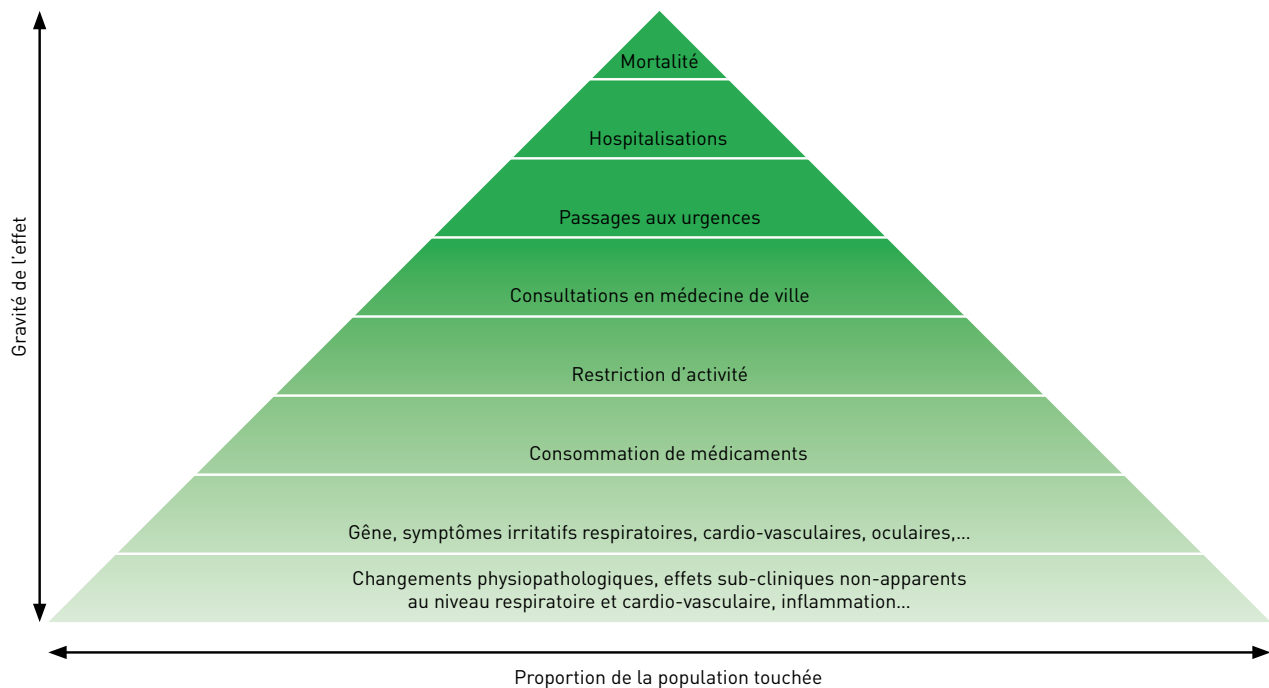 Mortalité
Hospitalisations
Passages aux urgences
Gravité de l'effet
Consultations en médecine de ville
Restriction d'activité
Consommation de médicaments
Gêne, symptômes irritatifs respiratoires, cardio-vasculaires, oculaires,...
Changements physiopathologiques, effets sub-cliniques non-apparents
au niveau respiratoire et cardio-vasculaire, inflammation...
Proportion de la population touchée